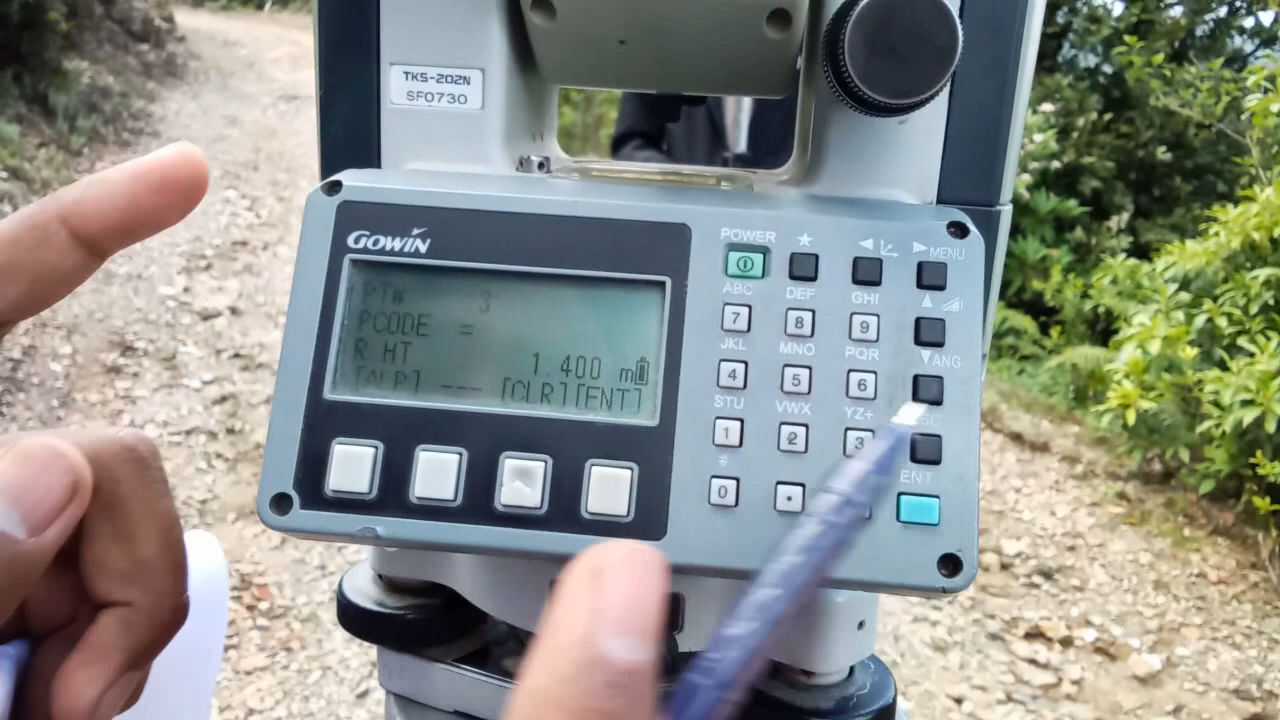 TKS-202N
SF0730
GOWIN
PT# 3
PCODE =
R.HT 1.400 m
[ALP] --- [CLR][ENT]
POWER ★ ◀ ▶ MENU
ABC DEF GHI ▲
7 8 9
JKL MNO PQR ▼ ANG
4 5 6
STU VWX YZ+
1 2 3
# ENT
0 .